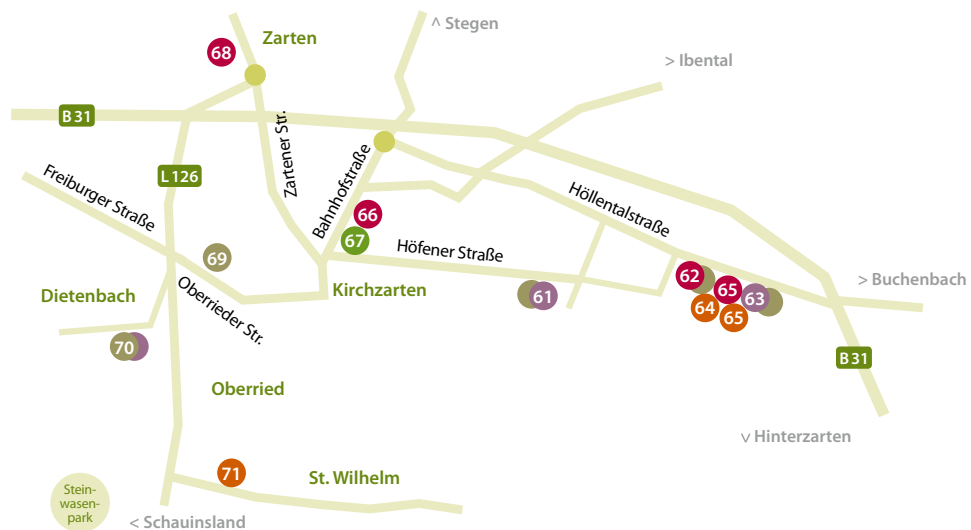 ^ Stegen
Zarten
68
> Ibental
B 31
Zartener Str.
Bahnhofstraße
L 126
Freiburger Straße
Höllentalstraße
66
67
Höfener Straße
69
62
65
63
> Buchenbach
Dietenbach
Oberrieder Str.
Kirchzarten
61
64
65
70
B 31
Oberried
v Hinterzarten
71
St. Wilhelm
Stein-
wasen-
park
< Schauinsland